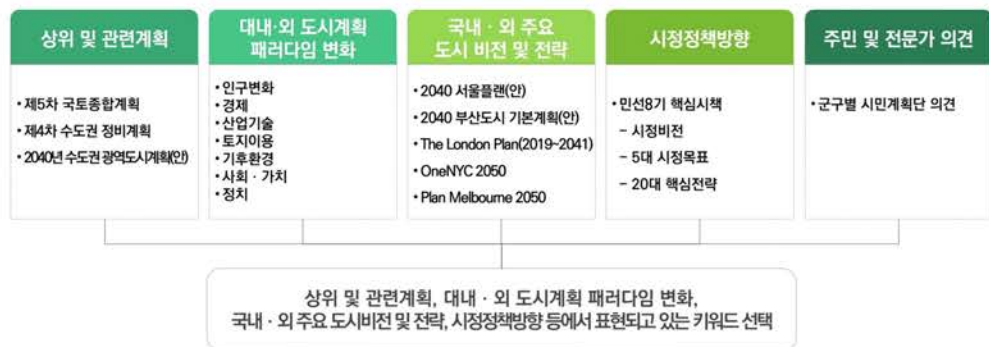 상위 및 관련계획
• 제5차 국토종합계획
• 제4차 수도권 정비계획
• 2040년 수도권 광역도시계획(안)
대내·외 도시계획
패러다임 변화
• 인구변화
• 경제
• 산업기술
• 토지이용
• 기후환경
• 사회 · 가치
• 정치
국내 · 외 주요
도시 비전 및 전략
• 2040 서울플랜(안)
• 2040 부산도시 기본계획(안)
• The London Plan(2019~2041)
• OneNYC 2050
• Plan Melbourne 2050
시정정책방향
• 민선8기 핵심시책
– 시정비전
– 5대 시정목표
– 20대 핵심전략
주민 및 전문가 의견
• 군구별 시민계획단 의견
상위 및 관련계획, 대내 · 외 도시계획 패러다임 변화,
국내 · 외 주요 도시비전 및 전략, 시정정책방향 등에서 표현되고 있는 키워드 선택